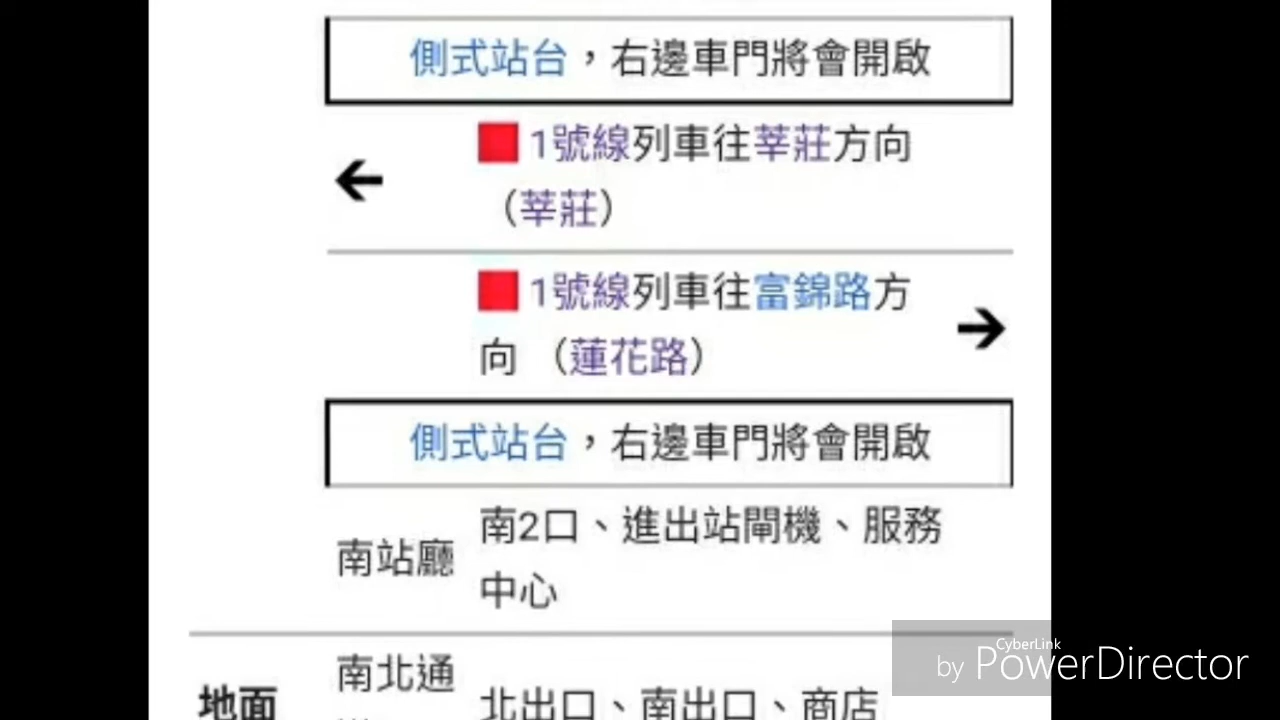 側式站台，右邊車門將會開啟
1號線列車往莘莊方向
（莘莊）
1號線列車往富錦路方
向 （蓮花路）
側式站台，右邊車門將會開啟
南站廳
南2口、進出站閘機、服務
中心
地面
南北通
北出口、南出口、商店
CyberLink
by PowerDirector